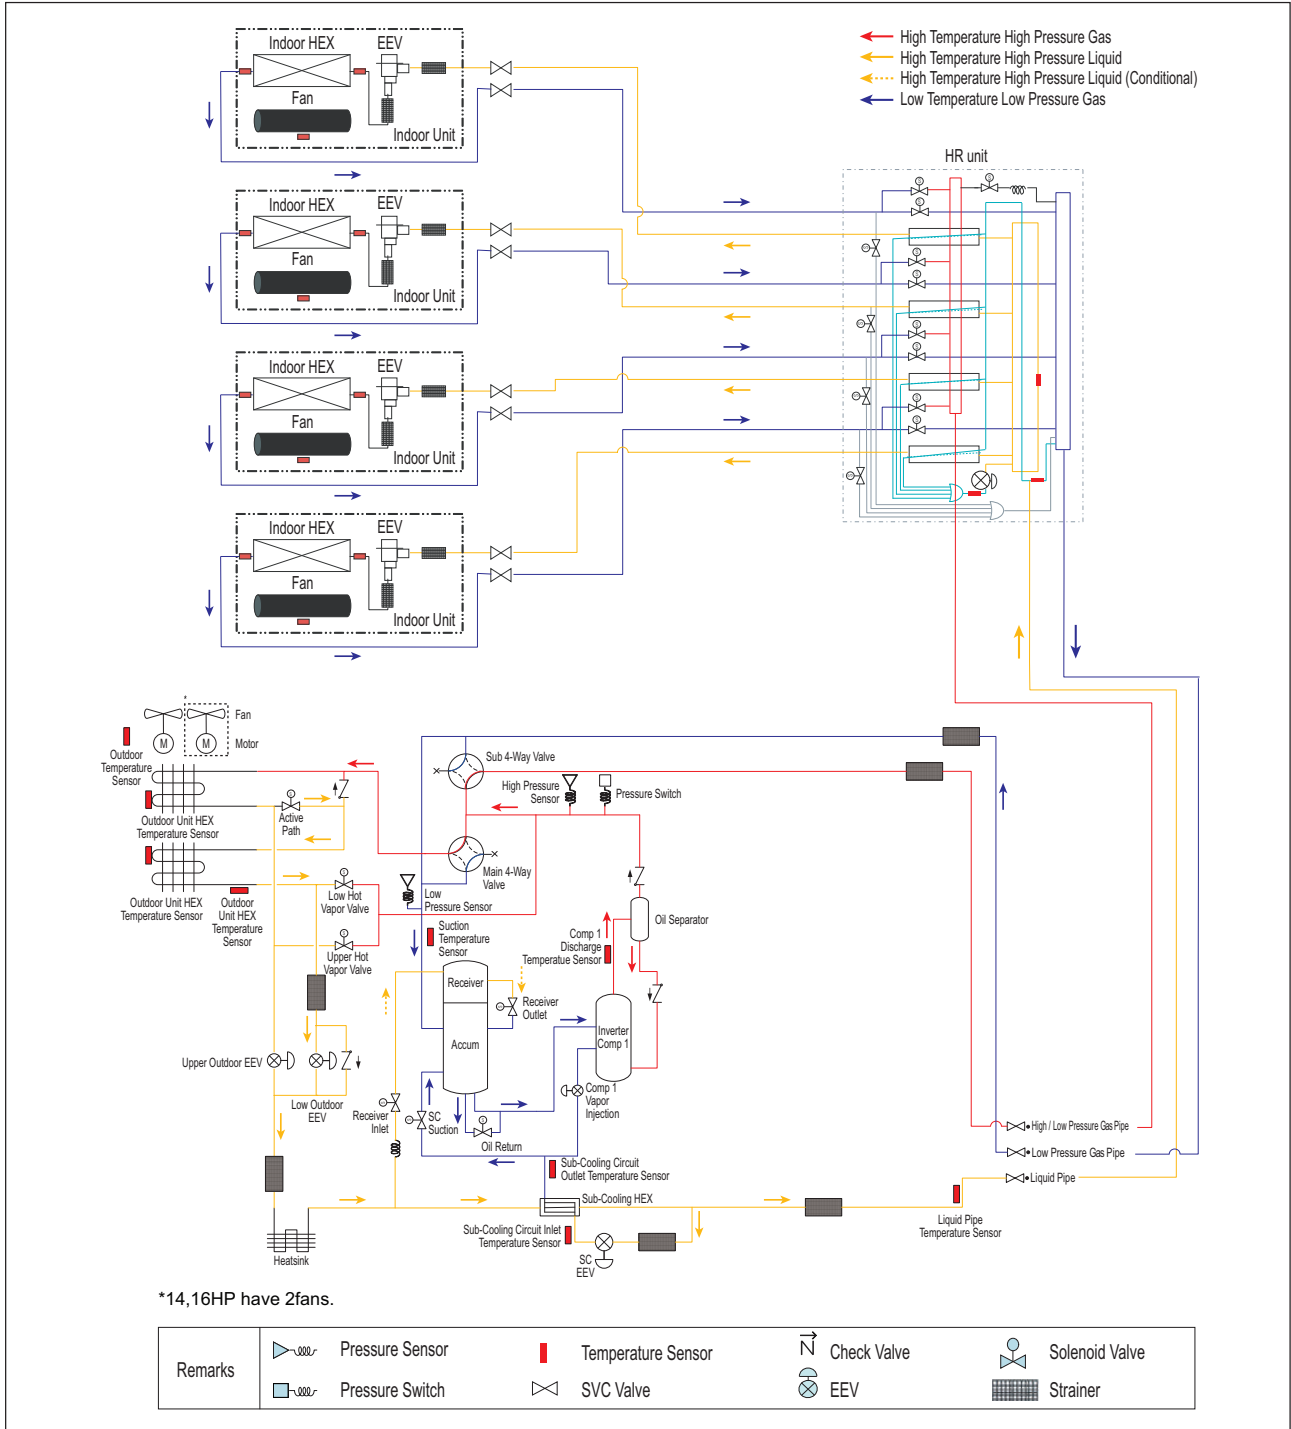 High Temperature High Pressure Gas
High Temperature High Pressure Liquid
High Temperature High Pressure Liquid (Conditional)
Low Temperature Low Pressure Gas
Indoor HEX
EEV
Fan
Indoor Unit
Indoor HEX
EEV
Fan
Indoor Unit
Indoor HEX
EEV
Fan
Indoor Unit
Indoor HEX
EEV
Fan
Indoor Unit
HR unit
S
S
S
S
S
S
S
S
S
S
S
S
S
*
Fan
Motor
M
M
Outdoor
Temperature
Sensor
Outdoor Unit HEX
Temperature Sensor
S
Active
Path
Outdoor Unit HEX
Temperature Sensor
Outdoor
Unit HEX
Temperature
Sensor
S
Low Hot
Vapor Valve
S
Upper Hot
Vapor Valve
Sub 4-Way Valve
High Pressure
Sensor
Pressure Switch
Main 4-Way
Valve
Low
Pressure Sensor
Suction
Temperature
Sensor
Comp 1
Discharge
Temperatue Sensor
Oil Separator
Receiver
S
Receiver
Outlet
Accum
Inverter
Comp 1
Upper Outdoor EEV
Low Outdoor
EEV
S
Receiver
Inlet
S
SC
Suction
S
Oil Return
Comp 1
Vapor
Injection
Sub-Cooling Circuit
Outlet Temperature Sensor
Sub-Cooling HEX
Sub-Cooling Circuit Inlet
Temperature Sensor
SC
EEV
Heatsink
High / Low Pressure Gas Pipe
Low Pressure Gas Pipe
Liquid Pipe
Liquid Pipe
Temperature Sensor
*14,16HP have 2fans.
Remarks
Pressure Sensor
Temperature Sensor
Check Valve
Solenoid Valve
Pressure Switch
SVC Valve
EEV
Strainer